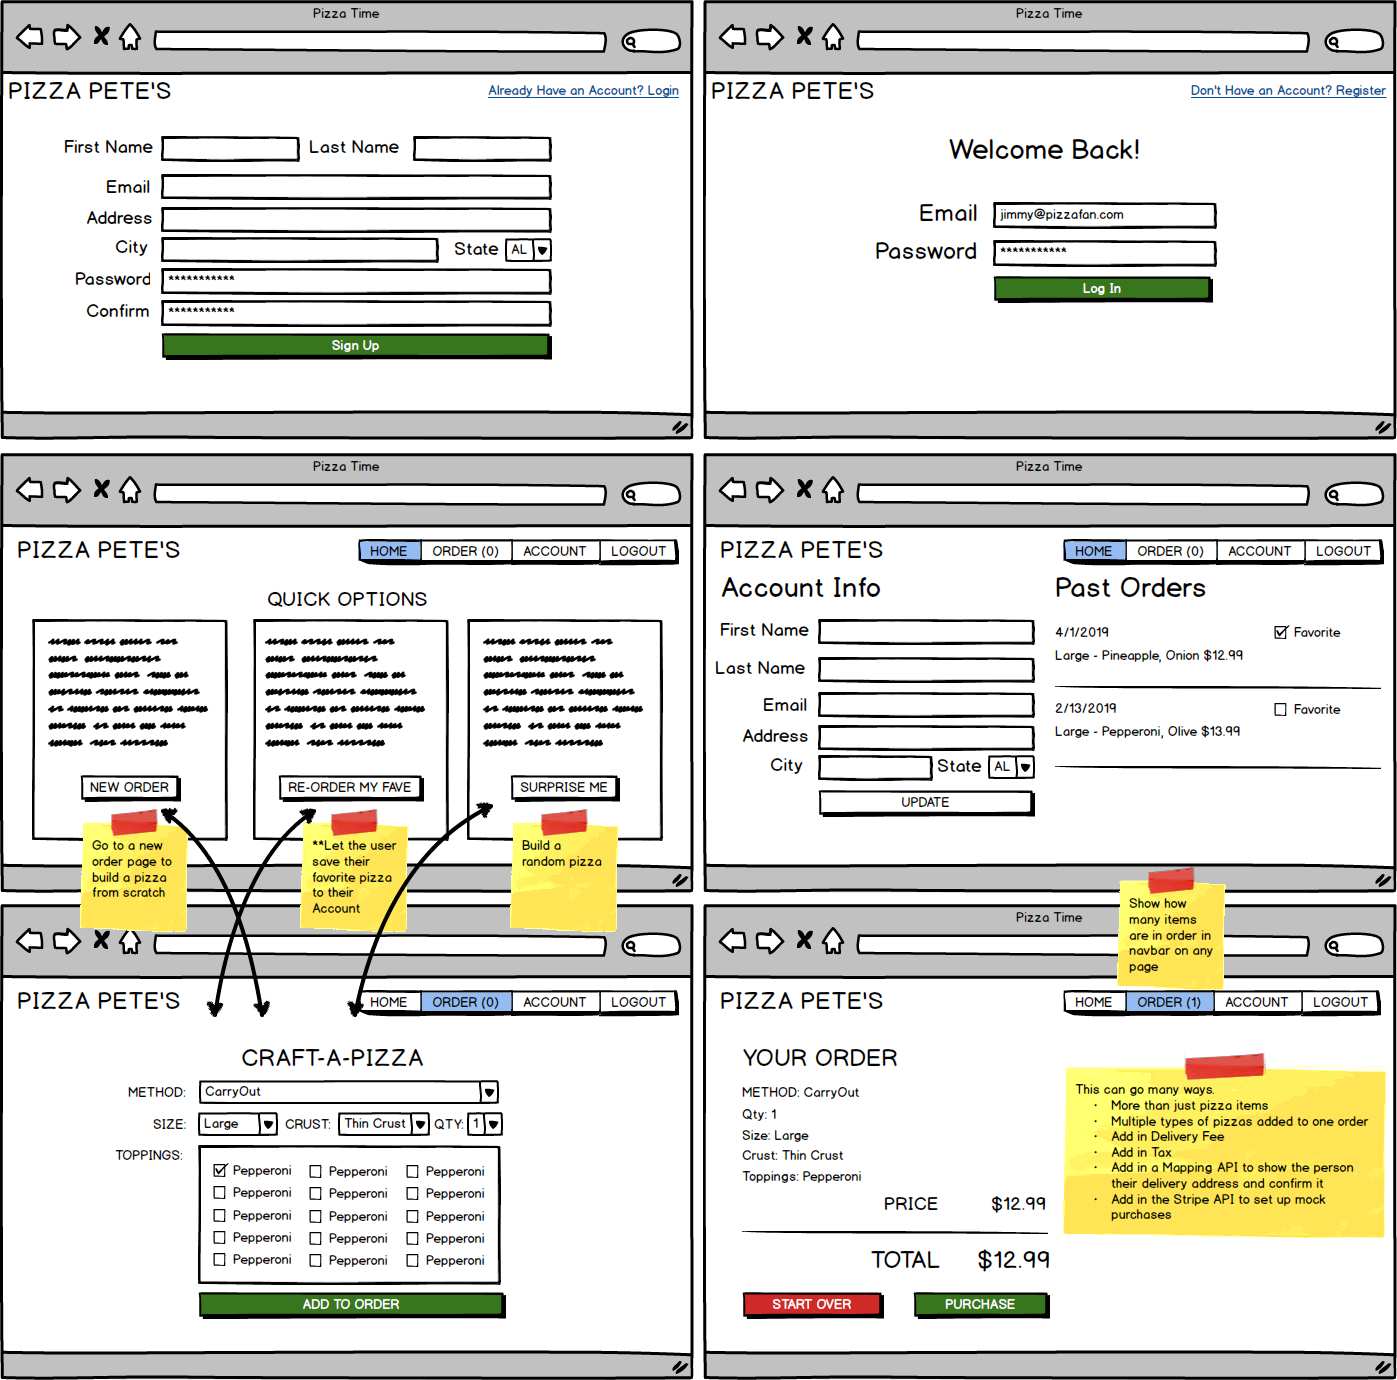 Pizza Time
PIZZA PETE'S
Already Have an Account? Login
First Name
Last Name
Email
Address
City
State
AL
Password
***********
Confirm
***********
Sign Up
Pizza Time
PIZZA PETE'S
Don't Have an Account? Register
Welcome Back!
Email
jimmy@pizzafan.com
Password
***********
Log In
Pizza Time
PIZZA PETE'S
HOME
ORDER (0)
ACCOUNT
LOGOUT
QUICK OPTIONS
NEW ORDER
RE-ORDER MY FAVE
SURPRISE ME
Go to a new
order page to
build a pizza
from scratch
**Let the user
save their
favorite pizza
to their
Account
Build a
random pizza
Pizza Time
PIZZA PETE'S
HOME
ORDER (0)
ACCOUNT
LOGOUT
Account Info
First Name
Last Name
Email
Address
City
State
AL
UPDATE
Past Orders
4/1/2019
Favorite
Large - Pineapple, Onion $12.99
2/13/2019
Favorite
Large - Pepperoni, Olive $13.99
PIZZA PETE'S
HOME
ORDER (0)
ACCOUNT
LOGOUT
CRAFT-A-PIZZA
METHOD:
CarryOut
SIZE:
Large
CRUST:
Thin Crust
QTY:
1
TOPPINGS:
Pepperoni Pepperoni Pepperoni
Pepperoni Pepperoni Pepperoni
Pepperoni Pepperoni Pepperoni
Pepperoni Pepperoni Pepperoni
Pepperoni Pepperoni Pepperoni
ADD TO ORDER
Pizza Time
Show how
many items
are in order in
navbar on any
page
PIZZA PETE'S
HOME
ORDER (1)
ACCOUNT
LOGOUT
YOUR ORDER
METHOD: CarryOut
Qty: 1
Size: Large
Crust: Thin Crust
Toppings: Pepperoni
PRICE $12.99
TOTAL $12.99
START OVER
PURCHASE
This can go many ways.
• More than just pizza items
• Multiple types of pizzas added to one order
• Add in Delivery Fee
• Add in Tax
• Add in a Mapping API to show the person
their delivery address and confirm it
• Add in the Stripe API to set up mock
purchases